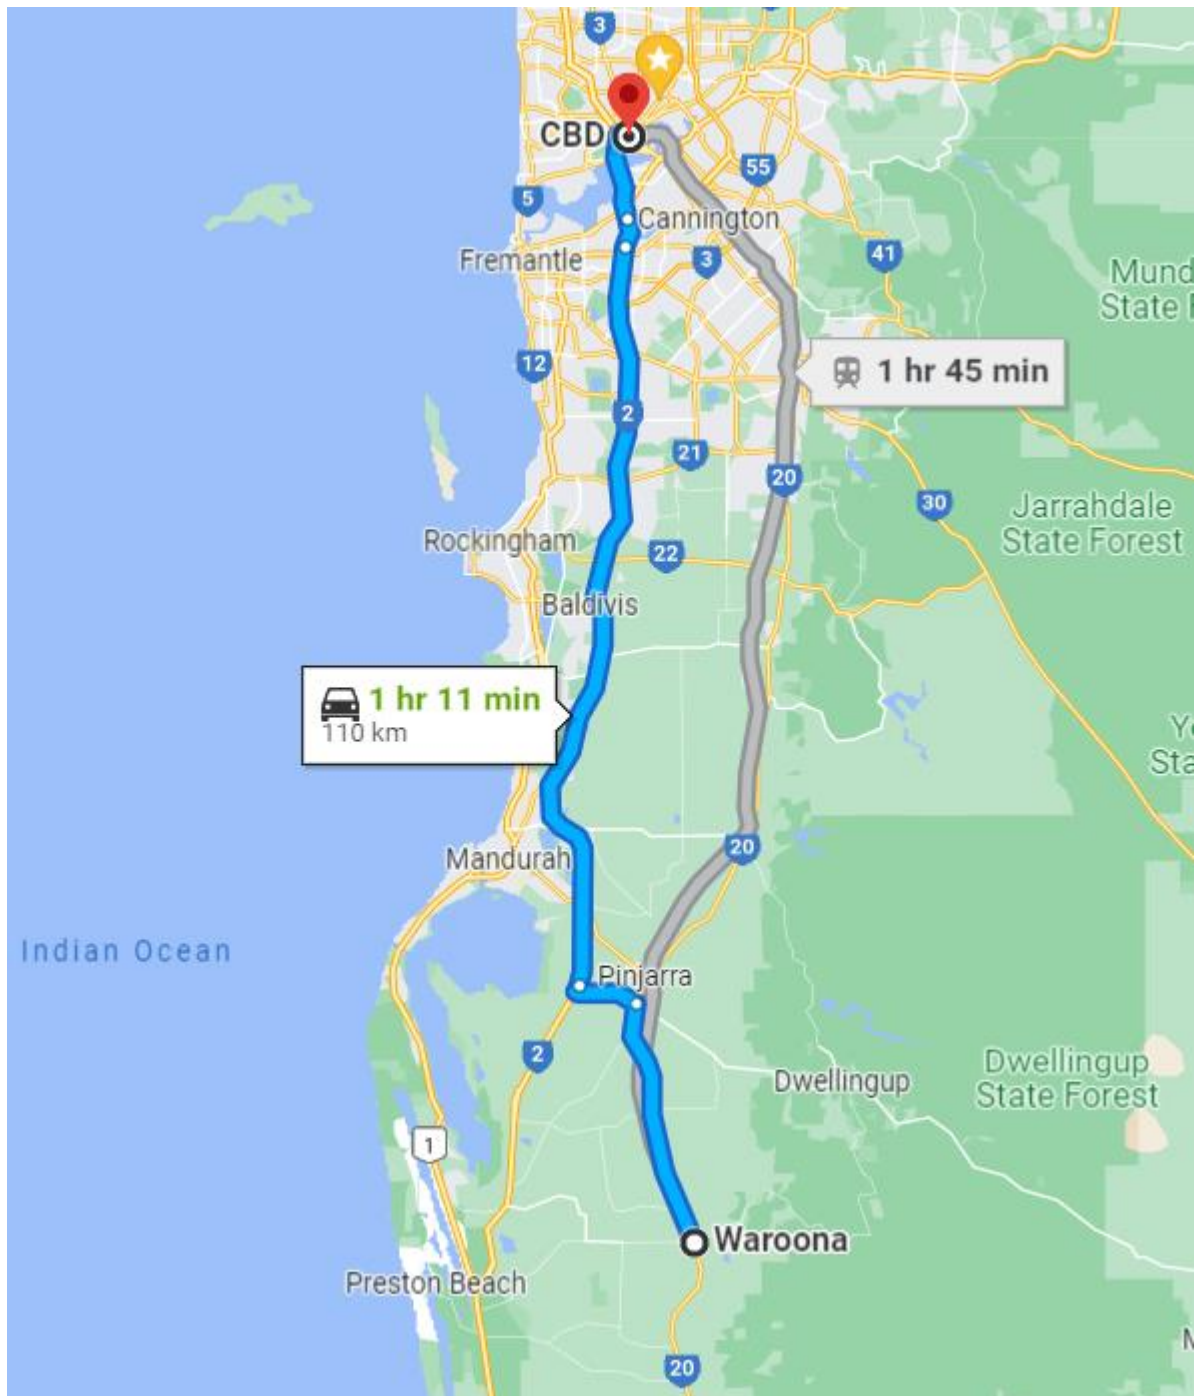 3
CBD
55
5
Cannington
Fremantle
3
41
Mund
State
12
1 hr 45 min
2
21
20
30
Jarrahdale
State Forest
Rockingham
22
Baldivis
1 hr 11 min
110 km
Sta
20
Mandurah
Indian Ocean
Pinjarra
2
Dwellingup
Dwellingup
State Forest
1
Waroona
Preston Beach
20